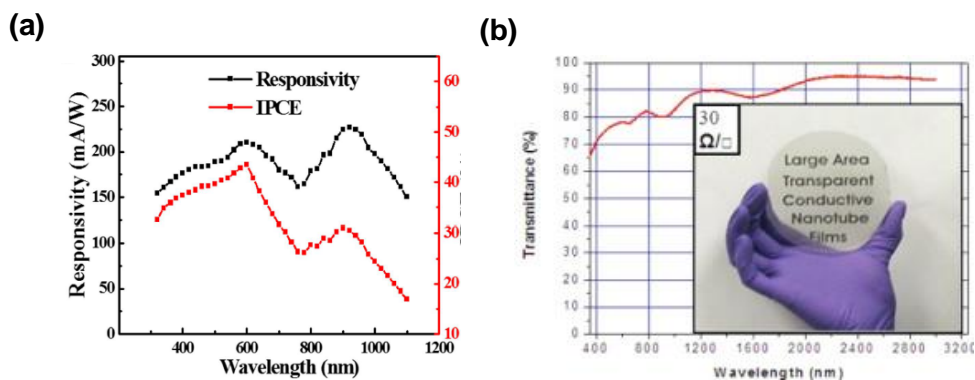 (a)
300
250
200
150
100
50
0
Responsivity (mA/W)
Responsivity
IPCE
60
50
40
30
20
10
400 600 800 1000 1200
Wavelength (nm)
(b)
100
90
80
70
60
50
40
30
20
10
0
Transmittance (%)
30
Ω/□
Large Area
Transparent
Conductive
Nanotube
Films
400 800 1200 1600 2000 2400 2800 3200
Wavelength (nm)